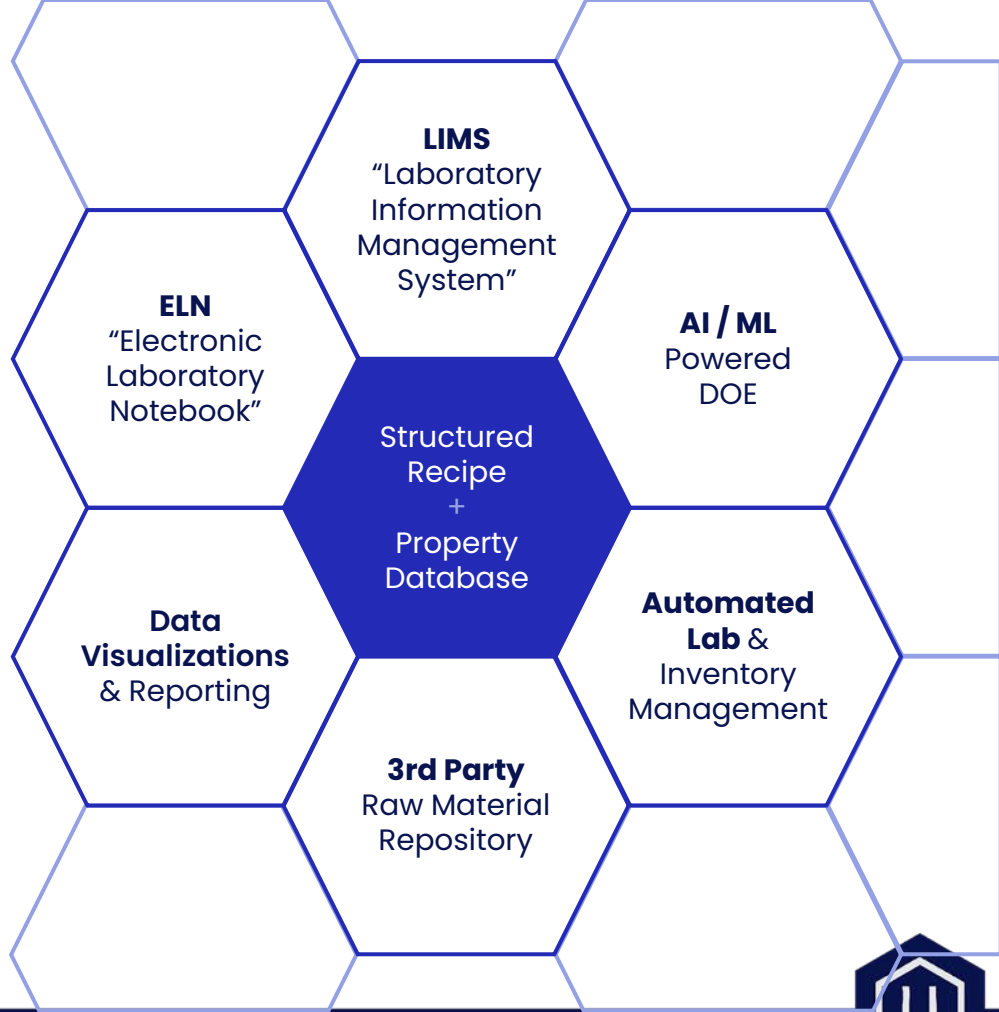 LIMS
“Laboratory
Information
Management
System”
ELN
“Electronic
Laboratory
Notebook”
AI / ML
Powered
DOE
Structured
Recipe
+
Property
Database
Data
Visualizations
& Reporting
Automated
Lab &
Inventory
Management
3rd Party
Raw Material
Repository